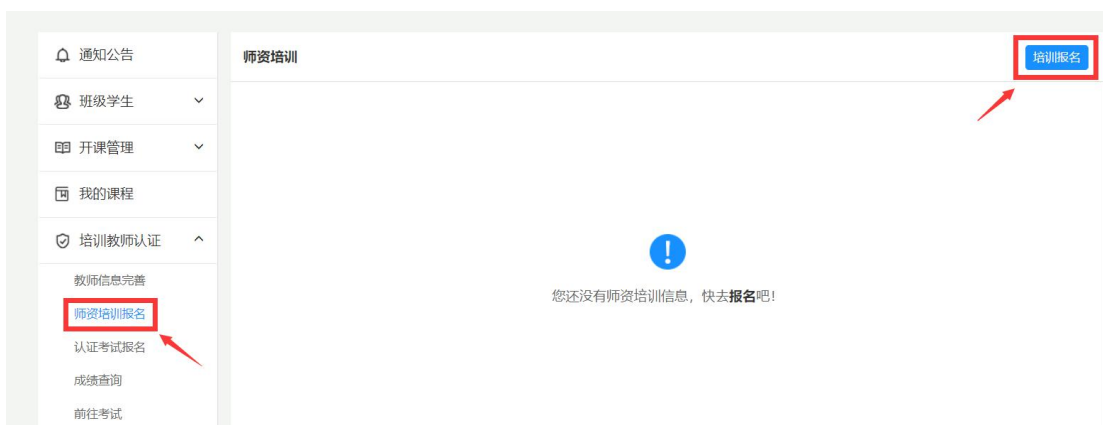 通知公告
班级学生
开课管理
我的课程
培训教师认证
教师信息完善
师资培训报名
认证考试报名
成绩查询
前往考试
师资培训
培训报名
您还没有师资培训信息，快去报名吧！